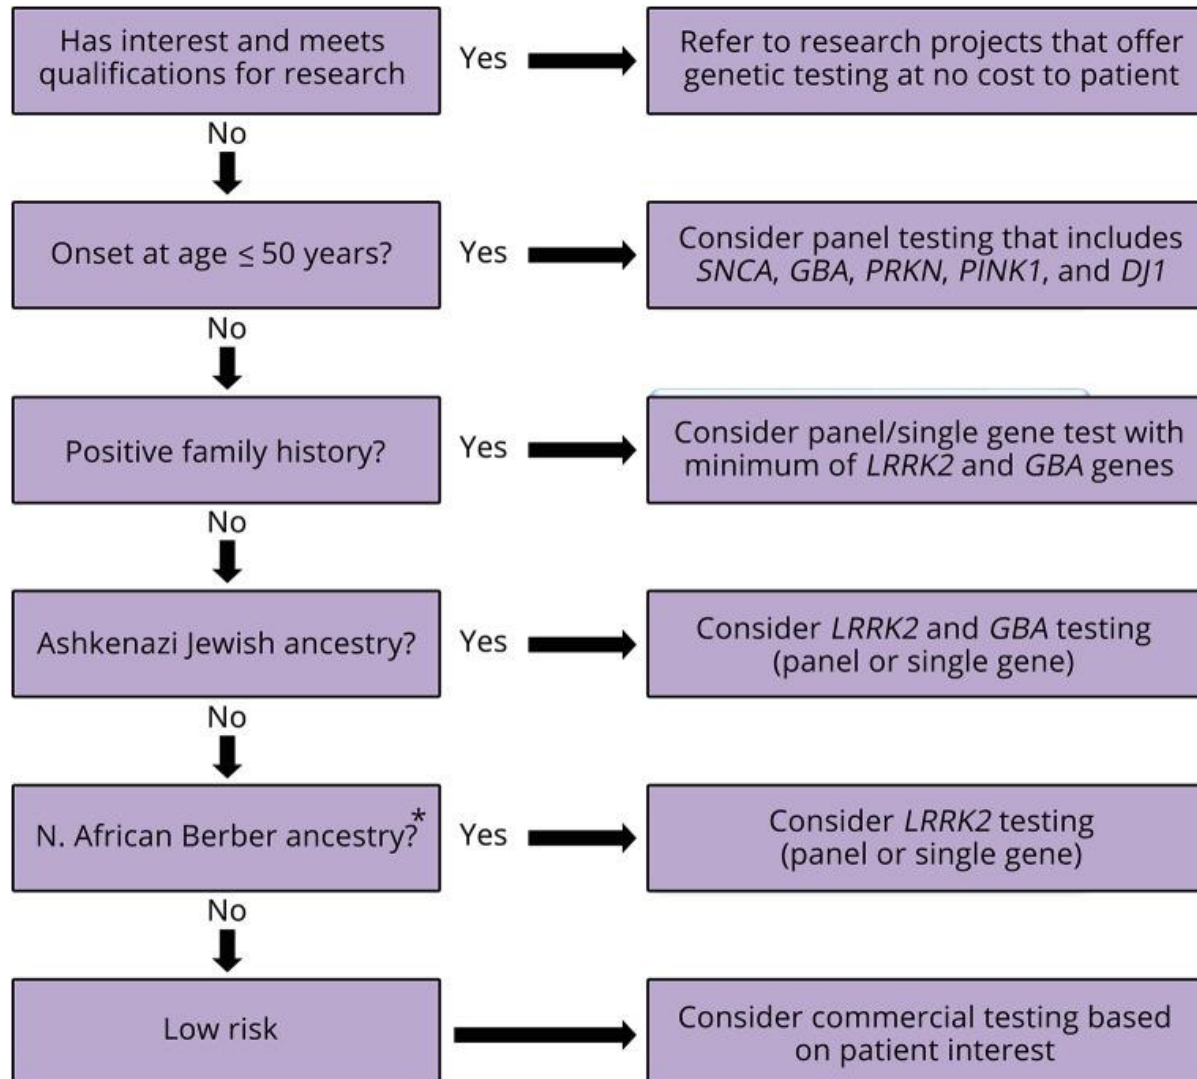 Has interest and meets
qualifications for research
Yes
Refer to research projects that offer
genetic testing at no cost to patient
No
Onset at age ≤ 50 years?
Yes
Consider panel testing that includes
SNCA, GBA, PRKN, PINK1, and DJ1
No
Positive family history?
Yes
Consider panel/single gene test with
minimum of LRRK2 and GBA genes
No
Ashkenazi Jewish ancestry?
Yes
Consider LRRK2 and GBA testing
(panel or single gene)
No
N. African Berber ancestry?*
Yes
Consider LRRK2 testing
(panel or single gene)
No
Low risk
Consider commercial testing based
on patient interest